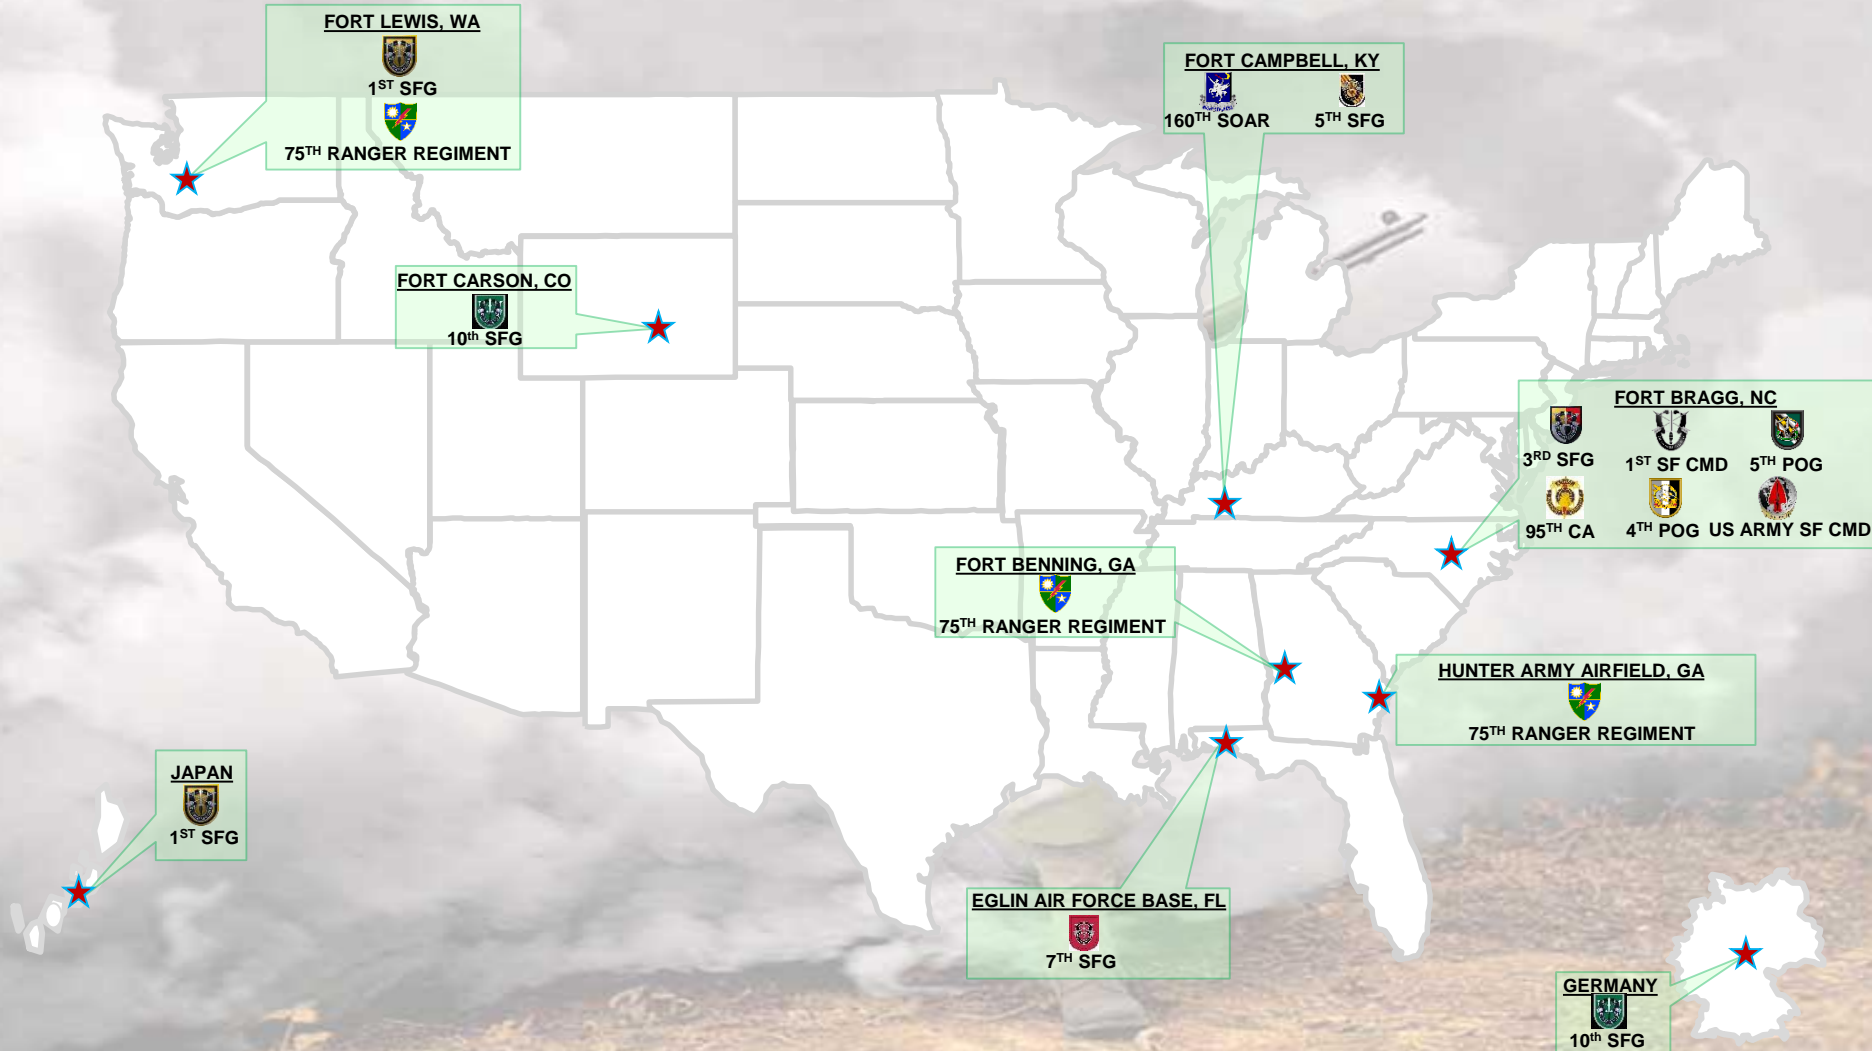 FORT LEWIS, WA
1ST SFG
75TH RANGER REGIMENT
FORT CAMPBELL, KY
160TH SOAR 5TH SFG
FORT CARSON, CO
10th SFG
FORT BRAGG, NC
3RD SFG 1ST SF CMD 5TH POG
95TH CA 4TH POG US ARMY SF CMD
FORT BENNING, GA
75TH RANGER REGIMENT
HUNTER ARMY AIRFIELD, GA
75TH RANGER REGIMENT
JAPAN
1ST SFG
EGLIN AIR FORCE BASE, FL
7TH SFG
GERMANY
10th SFG